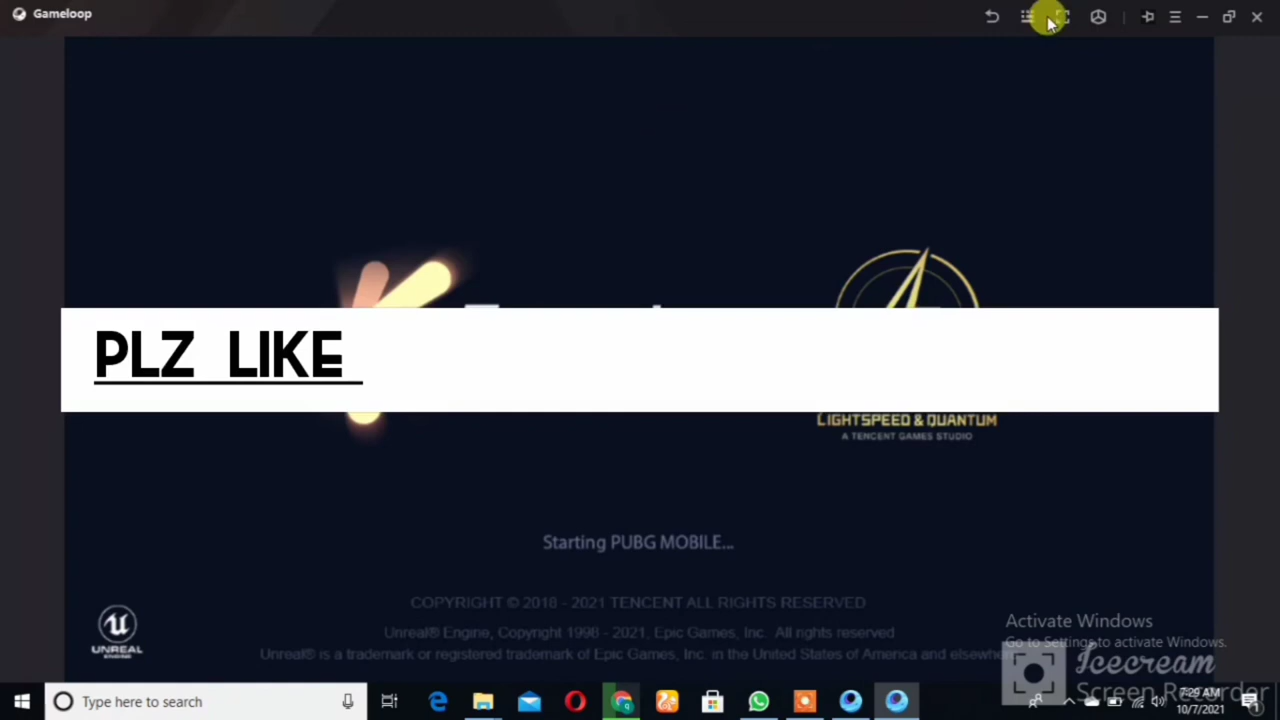 Gameloop
PLZ LIKE
LIGHTSPEED & QUANTUM
A TENCENT GAMES STUDIO
Starting PUBG MOBILE...
COPYRIGHT © 2018 - 2021 TENCENT ALL RIGHTS RESERVED
Unreal® Engine, Copyright 1998 - 2021, Epic Games, Inc. All rights reserved
Unreal® is a trademark or registered trademark of Epic Games, Inc. in the United States of America and
UNREAL
Activate Windows
Go to Settings to activate Windows.
Icecream
Screen Recorder
Type here to search
7:29 AM
10/7/2021